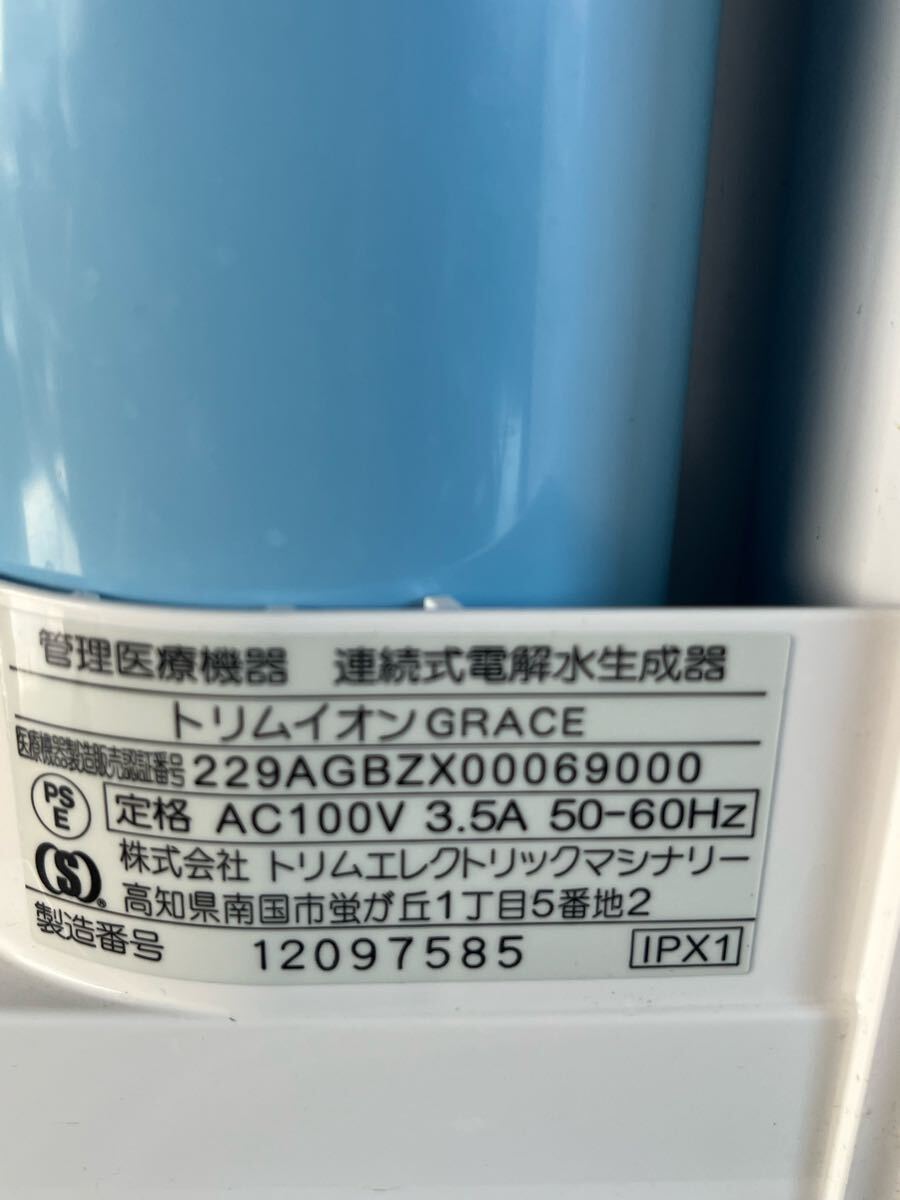 管理医療機器　連続式電解水生成器
トリムイオンGRACE
医療機器製造販売認証番号 229AGBZX00069000
PS E 定格 AC100V 3.5A 50-60Hz
(S)® 株式会社 トリムエレクトリックマシナリー
高知県南国市蛍が丘1丁目5番地2
製造番号 12097585 IPX1